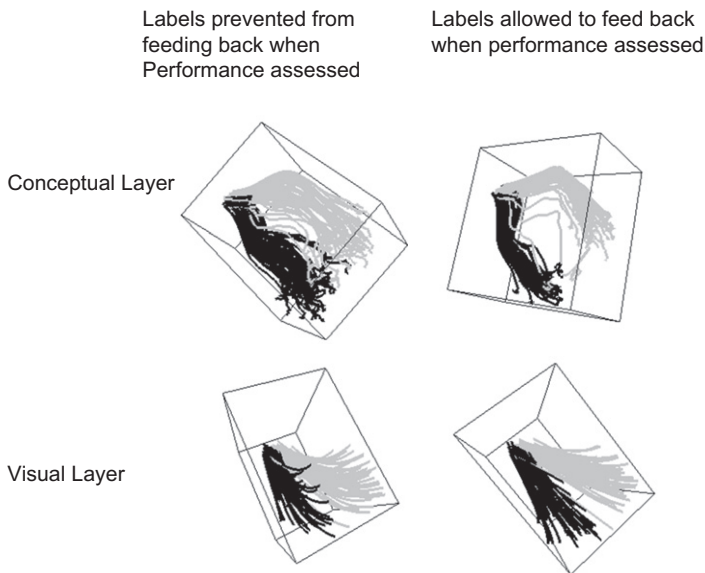 Labels prevented from
feeding back when
Performance assessed
Labels allowed to feed back
when performance assessed
Conceptual Layer
Visual Layer